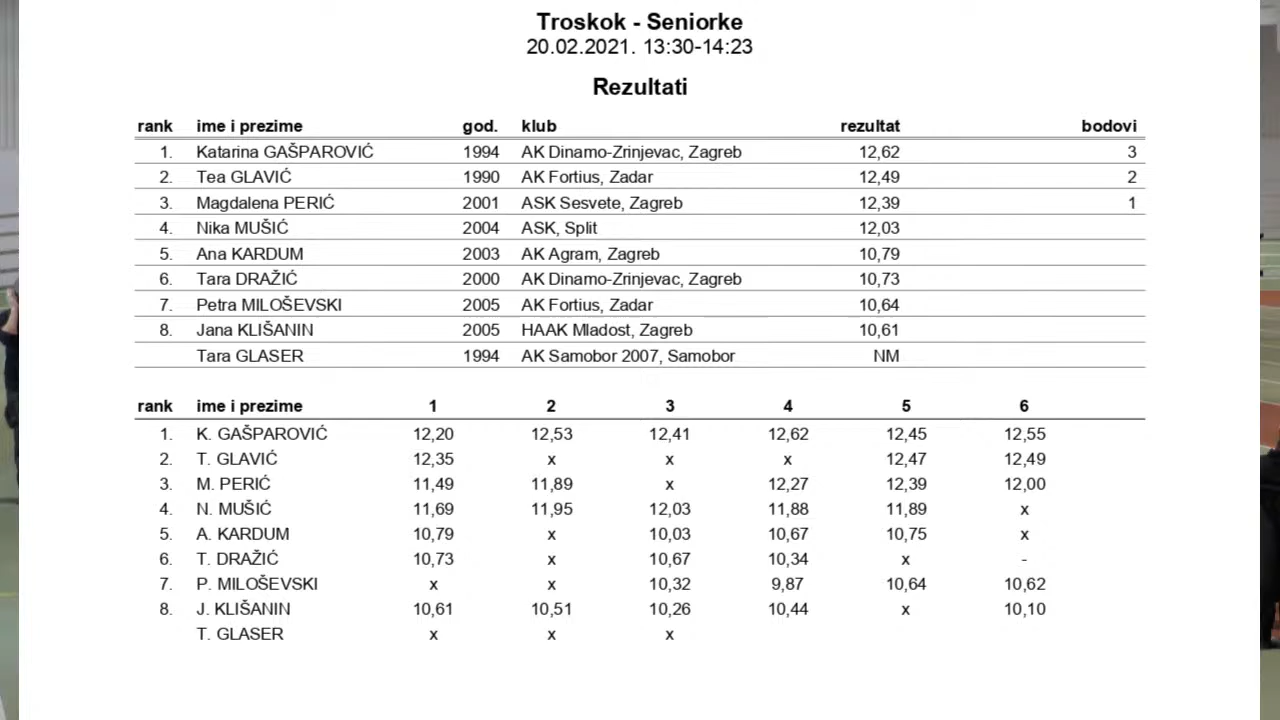 Troskok - Seniorke
20.02.2021. 13:30-14:23
Rezultati
rank ime i prezime god. klub rezultat bodovi
1. Katarina GAŠPAROVIĆ 1994 AK Dinamo-Zrinjevac, Zagreb 12,62 3
2. Tea GLAVIĆ 1990 AK Fortius, Zadar 12,49 2
3. Magdalena PERIĆ 2001 ASK Sesvete, Zagreb 12,39 1
4. Nika MUŠIĆ 2004 ASK, Split 12,03
5. Ana KARDUM 2003 AK Agram, Zagreb 10,79
6. Tara DRAŽIĆ 2000 AK Dinamo-Zrinjevac, Zagreb 10,73
7. Petra MILOŠEVSKI 2005 AK Fortius, Zadar 10,64
8. Jana KLIŠANIN 2005 HAAK Mladost, Zagreb 10,61
Tara GLASER 1994 AK Samobor 2007, Samobor NM
rank ime i prezime 1 2 3 4 5 6
1. K. GAŠPAROVIĆ 12,20 12,53 12,41 12,62 12,45 12,55
2. T. GLAVIĆ 12,35 x x x 12,47 12,49
3. M. PERIĆ 11,49 11,89 x 12,27 12,39 12,00
4. N. MUŠIĆ 11,69 11,95 12,03 11,88 11,89 x
5. A. KARDUM 10,79 x 10,03 10,67 10,75 x
6. T. DRAŽIĆ 10,73 x 10,67 10,34 x -
7. P. MILOŠEVSKI x x 10,32 9,87 10,64 10,62
8. J. KLIŠANIN 10,61 10,51 10,26 10,44 x 10,10
T. GLASER x x x